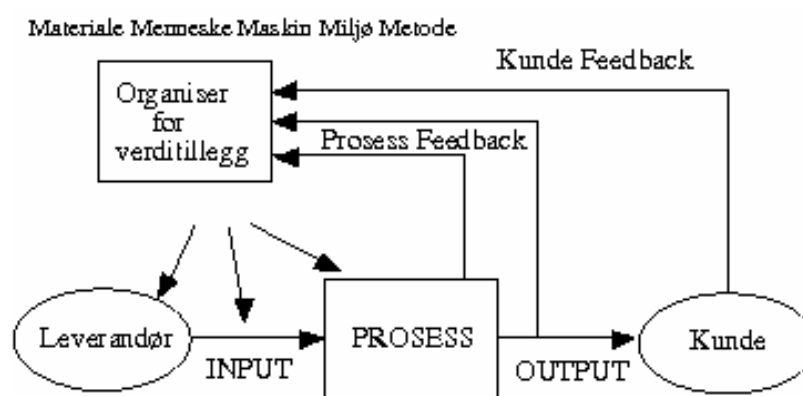 Materiale Menneske Maskin Miljø Metode
Kunde Feedback
Organiser
for
verditillegg
Prosess Feedback
Leverandør
INPUT
PROSESS
OUTPUT
Kunde